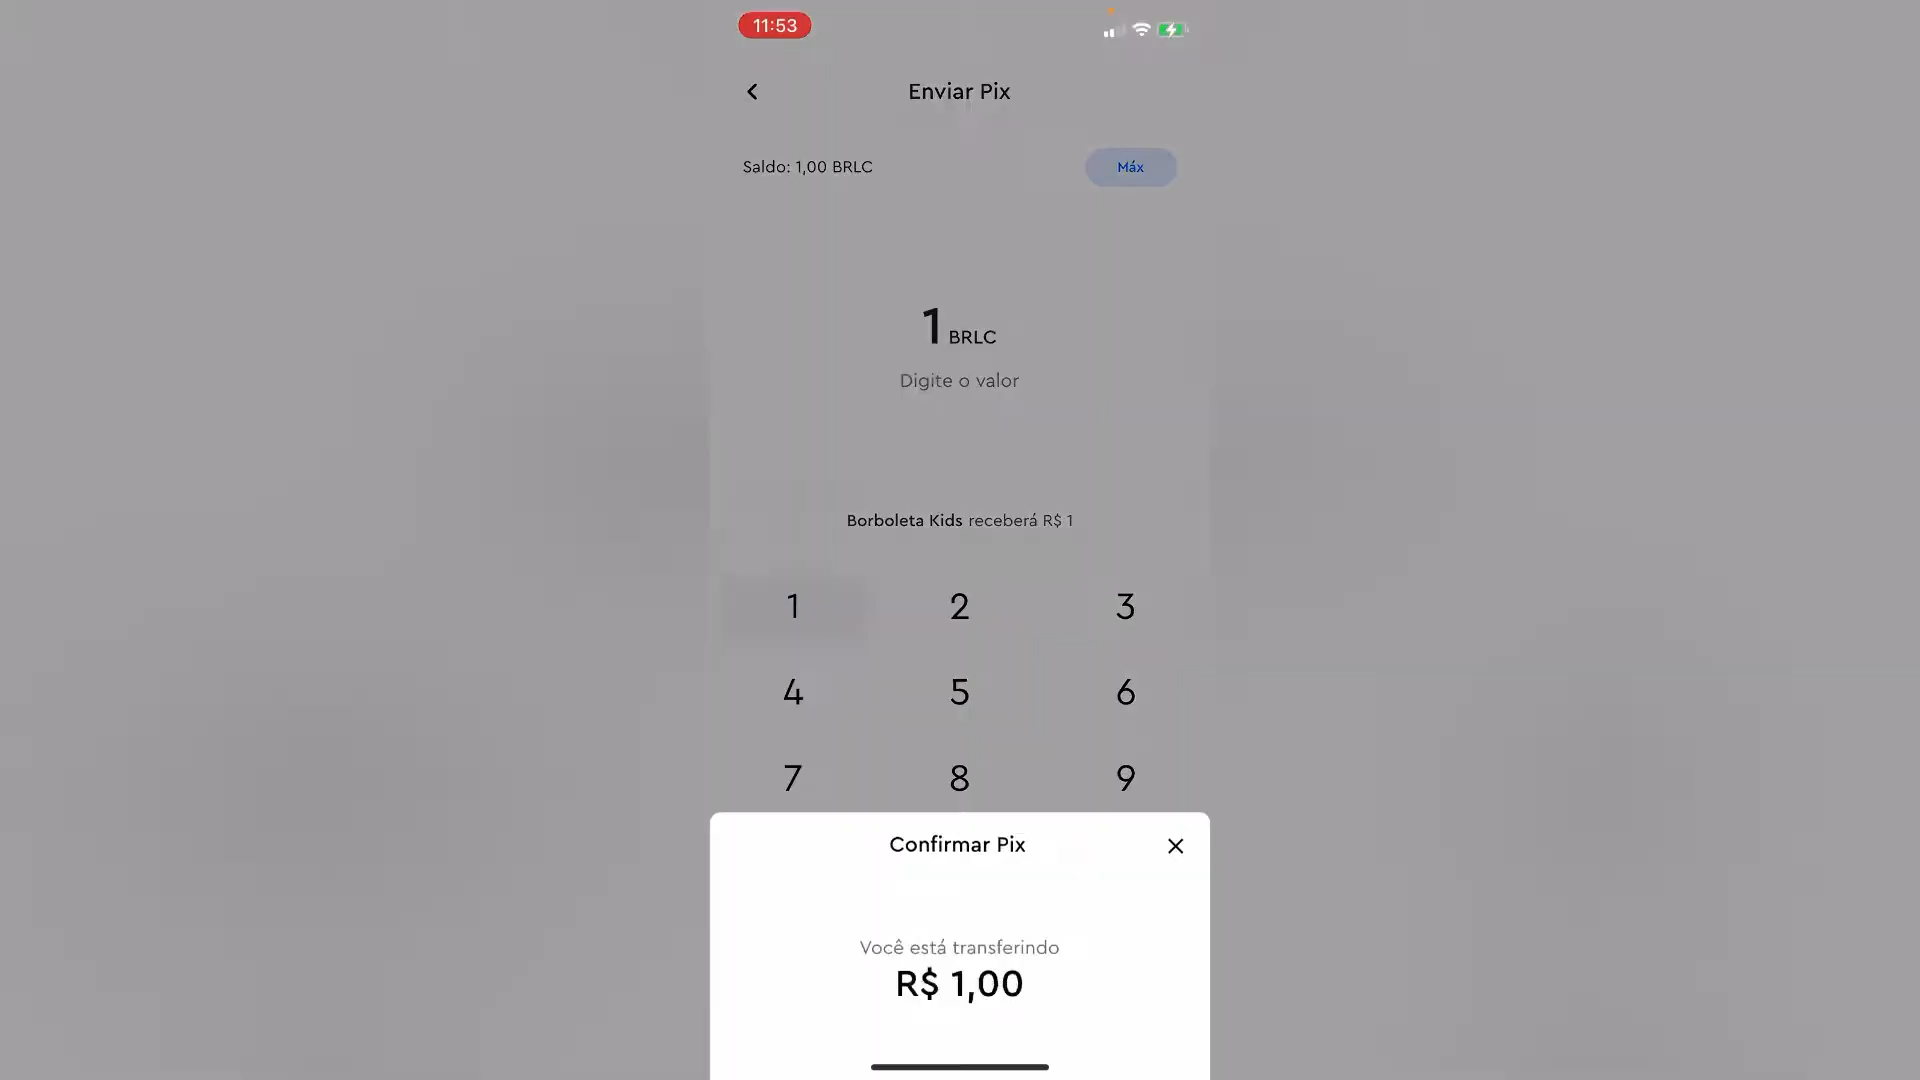 11:53
Enviar Pix
Saldo: 1,00 BRLC
Máx
1 BRLC
Digite o valor
Borboleta Kids receberá R$ 1
1 2 3
4 5 6
7 8 9
Confirmar Pix
Você está transferindo
R$ 1,00